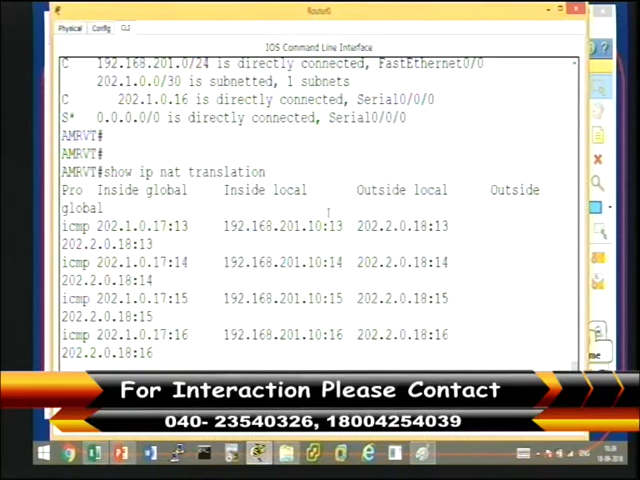 Router0
Physical Config CLI
IOS Command Line Interface
C 192.168.201.0/24 is directly connected, FastEthernet0/0
202.1.0.0/30 is subnetted, 1 subnets
C 202.1.0.16 is directly connected, Serial0/0/0
S* 0.0.0.0/0 is directly connected, Serial0/0/0
AMRVT#
AMRVT#
AMRVT#show ip nat translation
Pro Inside global Inside local Outside local Outside
global
icmp 202.1.0.17:13 192.168.201.10:13 202.2.0.18:13
202.2.0.18:13
icmp 202.1.0.17:14 192.168.201.10:14 202.2.0.18:14
202.2.0.18:14
icmp 202.1.0.17:15 192.168.201.10:15 202.2.0.18:15
202.2.0.18:15
icmp 202.1.0.17:16 192.168.201.10:16 202.2.0.18:16
202.2.0.18:16
me
For Interaction Please Contact
040- 23540326, 18004254039